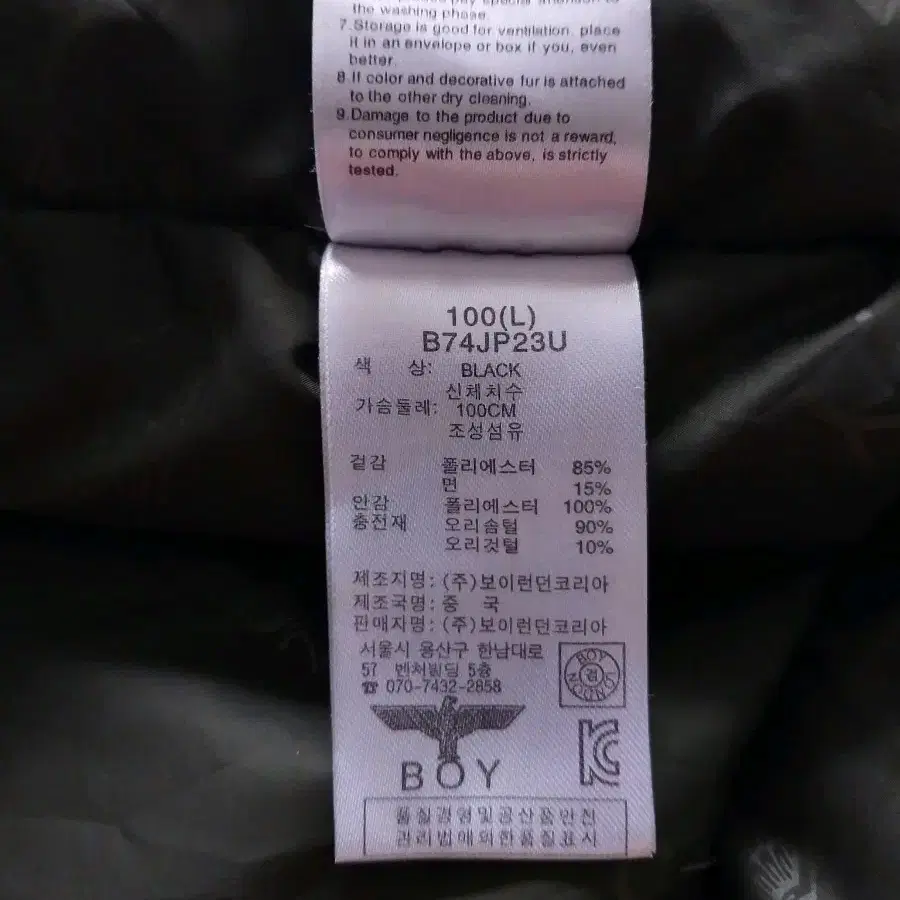 the washing phase.
7.Storage is good for ventilation. place
it in an envelope or box if you, even
better.
8.If color and decorative fur is attached
to the other dry cleaning.
9.Damage to the product due to
consumer negligence is not a reward,
to comply with the above, is strictly
tested.
100(L)
B74JP23U
색 상: BLACK
신체치수
가슴둘레: 100CM
조성섬유
겉감 폴리에스터 85%
면 15%
안감 폴리에스터 100%
충전재 오리솜털 90%
오리깃털 10%
제조지명: (주)보이런던코리아
제조국명: 중 국
판매자명: (주)보이런던코리아
서울시 용산구 한남대로
57 벤처빌딩 5층
☎ 070-7432-2858
BOY
검
LONDON
BOY
품질경영및공산품안전
관리법에의한품질표시